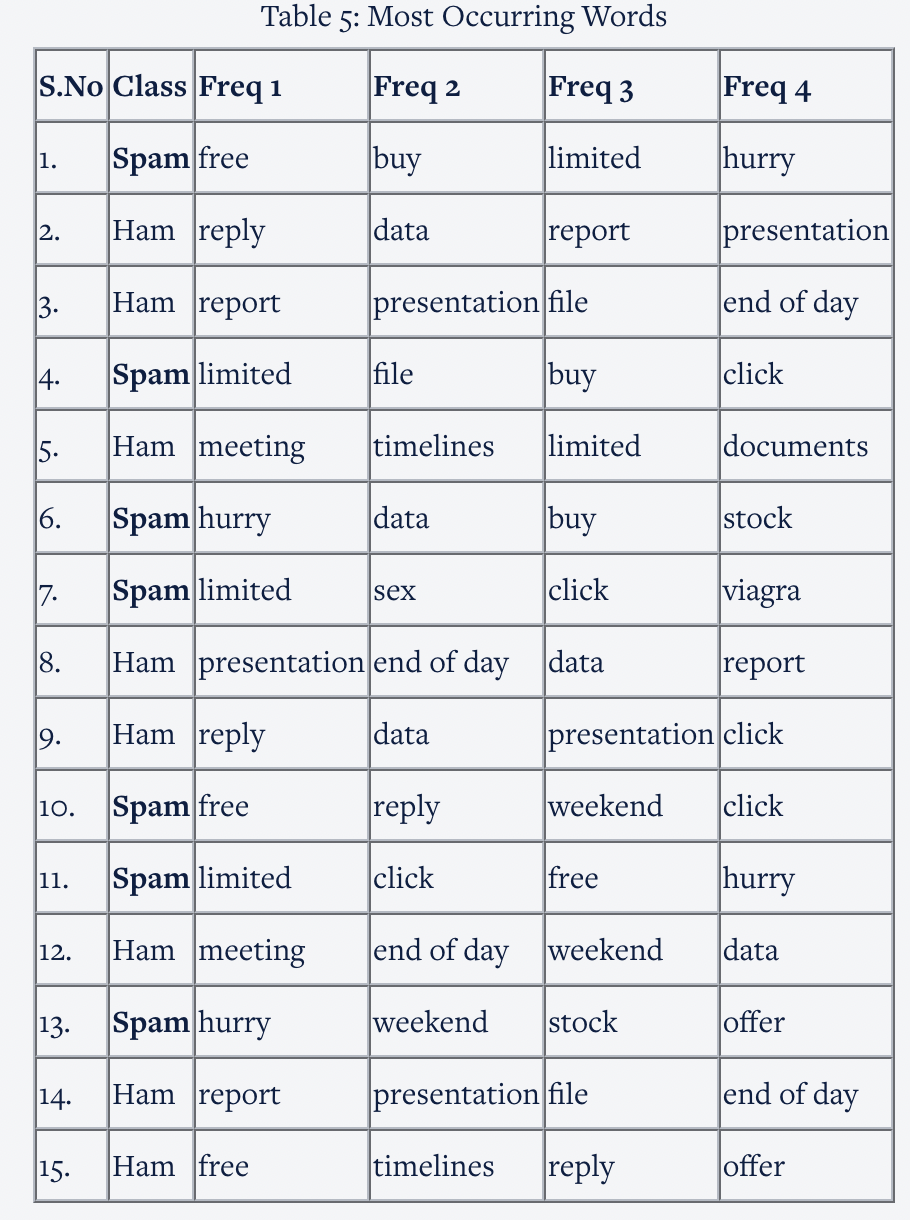 Table 5: Most Occurring Words
S.No Class Freq 1 Freq 2 Freq 3 Freq 4
1. Spam free buy limited hurry
2. Ham reply data report presentation
3. Ham report presentation file end of day
4. Spam limited file buy click
5. Ham meeting timelines limited documents
6. Spam hurry data buy stock
7. Spam limited sex click viagra
8. Ham presentation end of day data report
9. Ham reply data presentation click
10. Spam free reply weekend click
11. Spam limited click free hurry
12. Ham meeting end of day weekend data
13. Spam hurry weekend stock offer
14. Ham report presentation file end of day
15. Ham free timelines reply offer